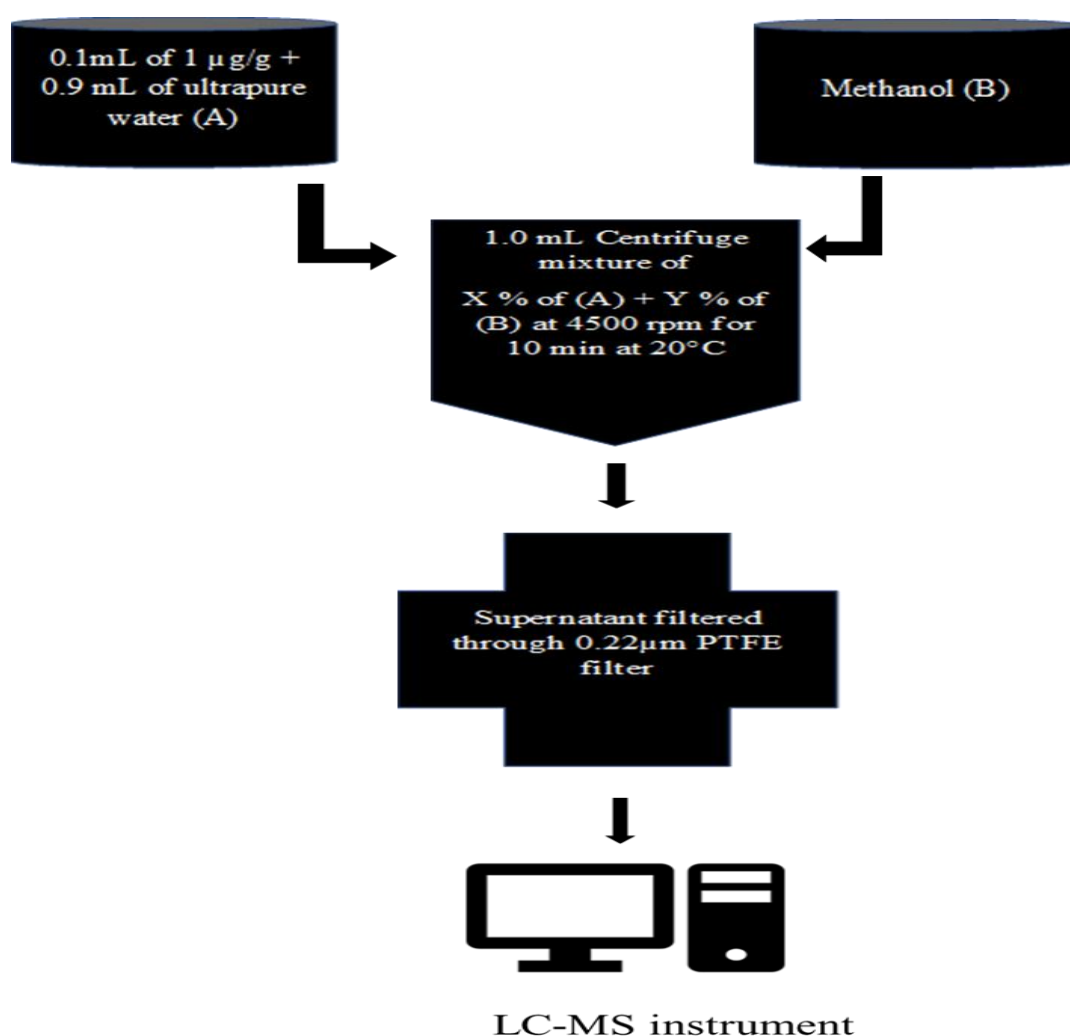 0.1mL of 1 µg/g +
0.9 mL of ultrapure
water (A)
Methanol (B)
1.0 mL Centrifuge
mixture of
X % of (A) + Y % of
(B) at 4500 rpm for
10 min at 20°C
Supernatant filtered
through 0.22µm PTFE
filter
LC-MS instrument